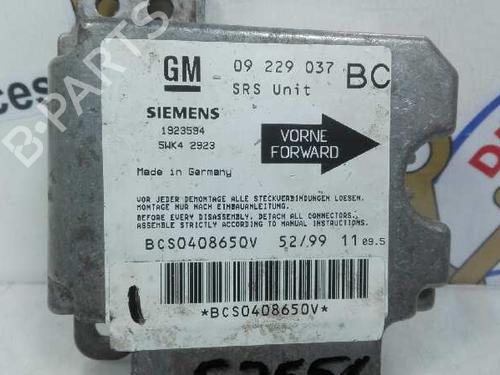 GM 09 229 037 BC
SRS Unit
SIEMENS
1923594
5WK4 2923
VORNE
FORWARD
Made in Germany
VOR JEDER DEMONTAGE ALLE STECKVERBINDUNGEN LOESEN.
MONTAGE NUR NACH EINBAUANLEITUNG.
BEFORE EVERY DISASSEMBLY, DETACH ALL CONNECTORS.
ASSEMBLE STRICTLY ACCORDING TO MANUAL INSTRUCTIONS.
BCS0408650V 52/99 11 09.5
*BCS0408650V*
B-PARTS